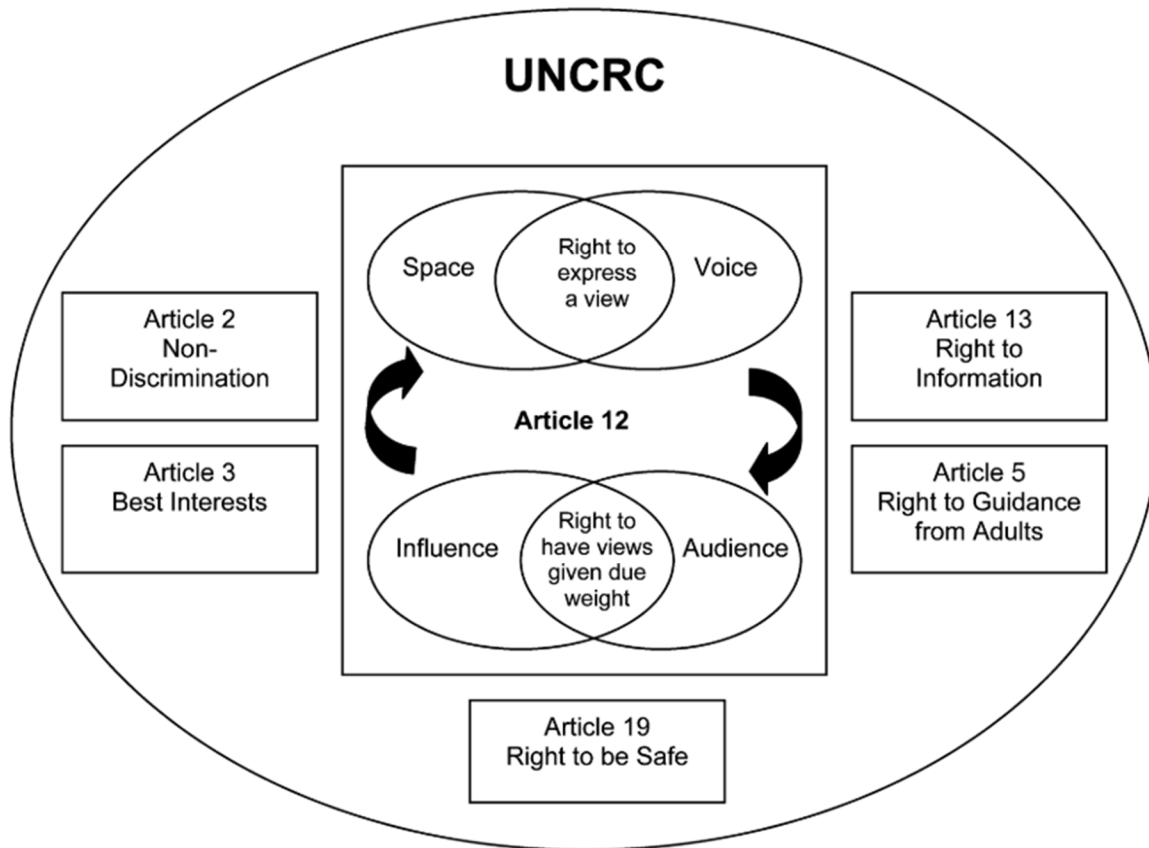 UNCRC
Space
Right to
express
a view
Voice
Article 2
Non-
Discrimination
Article 13
Right to
Information
Article 12
Article 3
Best Interests
Article 5
Right to Guidance
from Adults
Influence
Right to
have views
given due
weight
Audience
Article 19
Right to be Safe